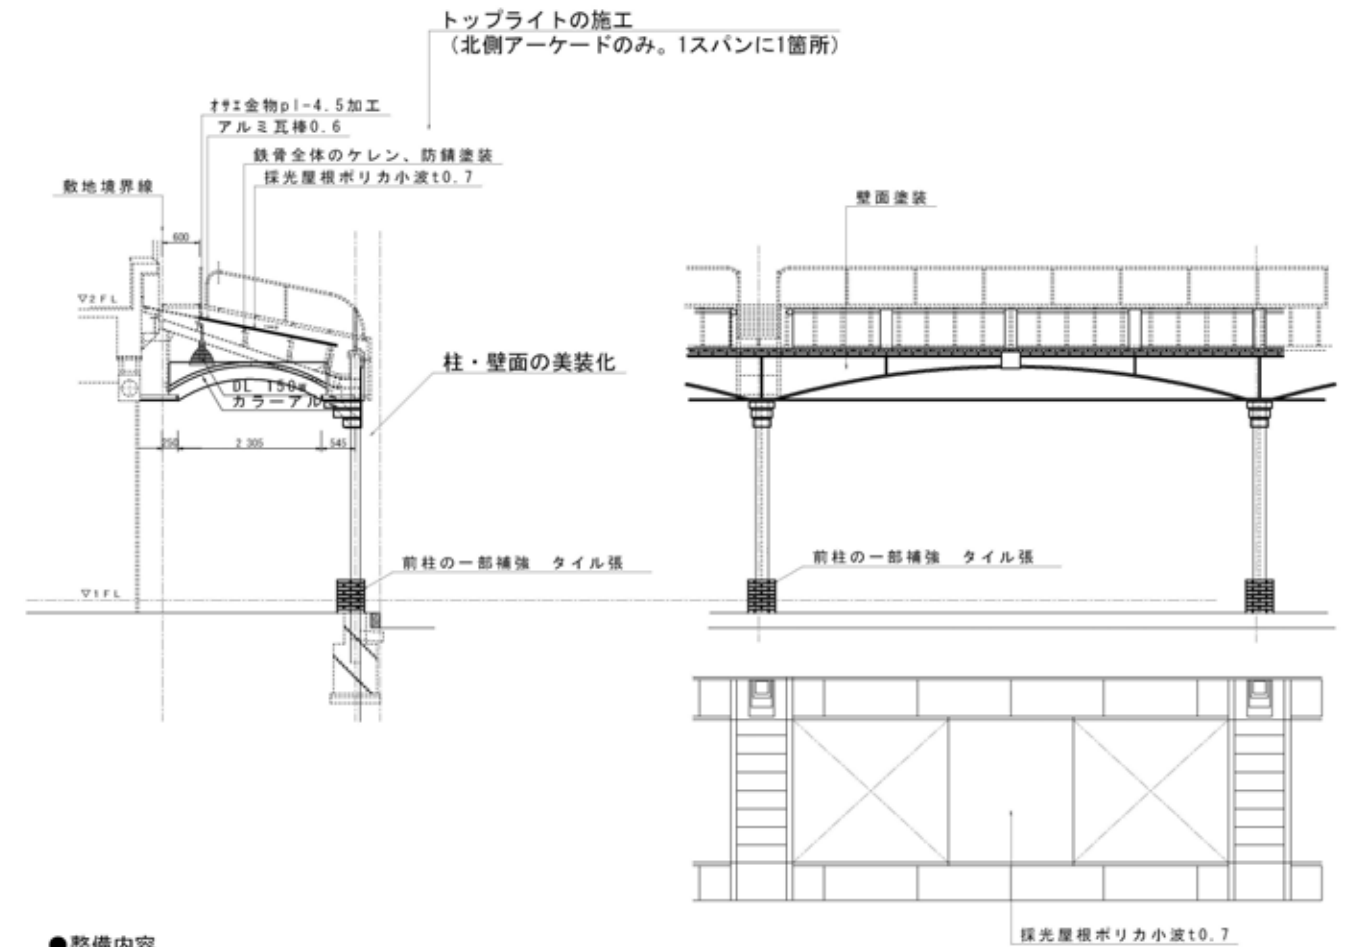 トップライトの施工
（北側アーケードのみ。1スパンに1箇所）
ｵｻｴ金物pl-4.5加工
アルミ瓦棒0.6
鉄骨全体のケレン、防錆塗装
採光屋根ポリカ小波t0.7
敷地境界線
壁面塗装
600
▽2FL
柱・壁面の美装化
DL 150w
カラーアル
250
2 305
545
前柱の一部補強　タイル張
前柱の一部補強　タイル張
▽1FL
採光屋根ポリカ小波t0.7
●整備内容